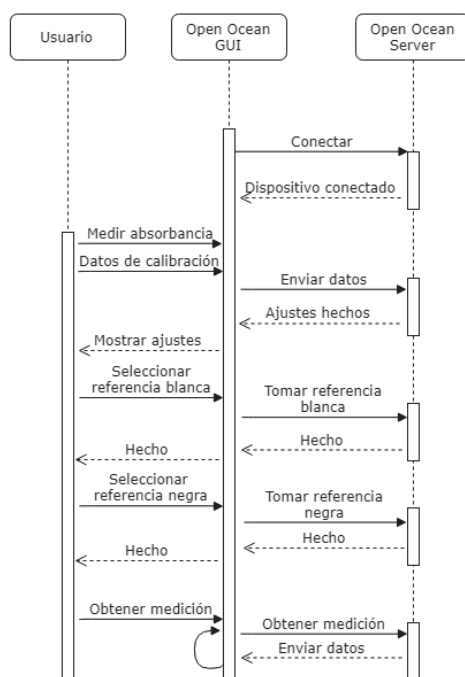 Usuario
Open Ocean
GUI
Open Ocean
Server
Conectar
Dispositivo conectado
Medir absorbancia
Datos de calibración
Enviar datos
Ajustes hechos
Mostrar ajustes
Seleccionar
referencia blanca
Tomar referencia
blanca
Hecho
Hecho
Seleccionar
referencia negra
Tomar referencia
negra
Hecho
Hecho
Obtener medición
Obtener medición
Enviar datos